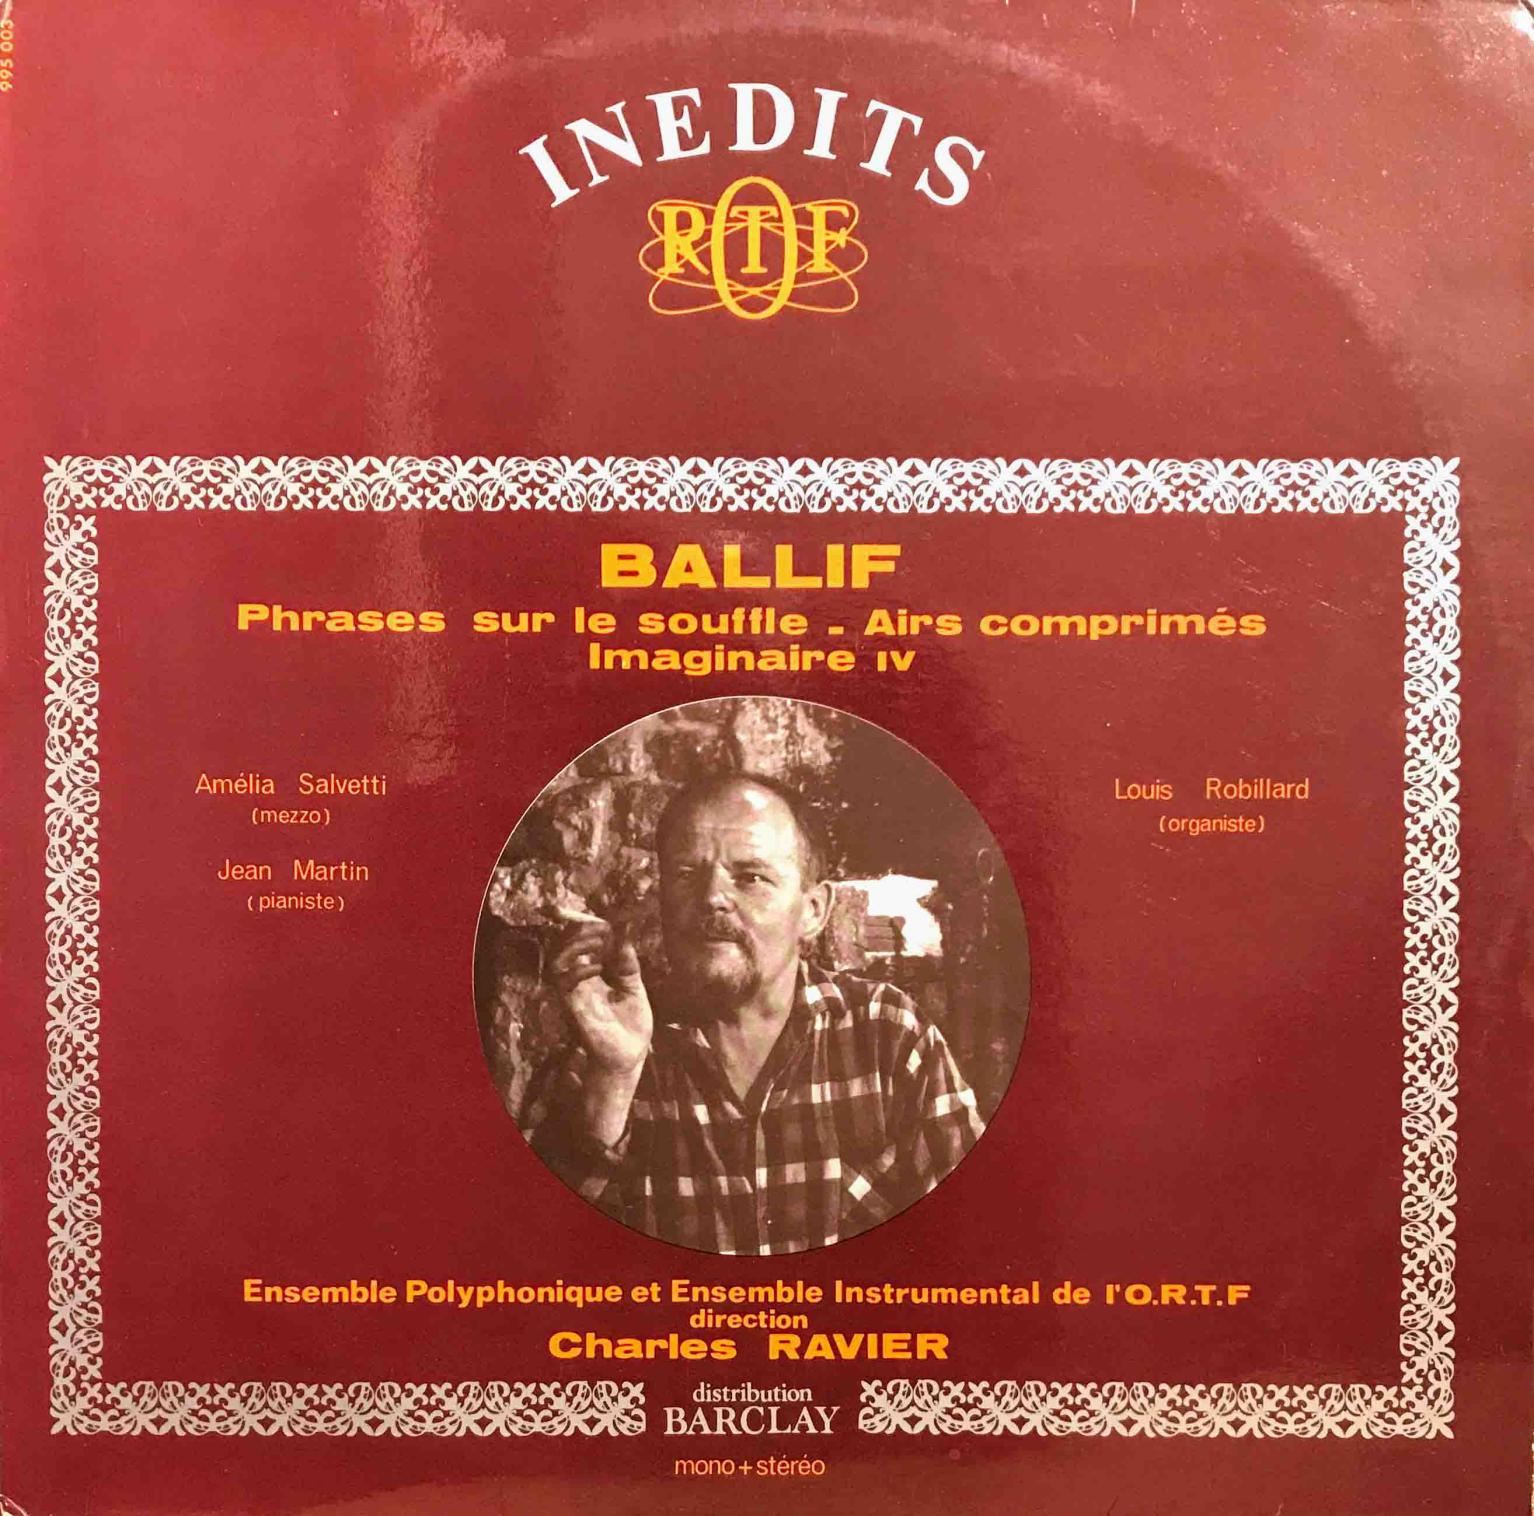 995 003
INEDITS
ORTF
BALLIF
Phrases sur le souffle - Airs comprimés
Imaginaire IV
Amélia Salvetti
(mezzo)
Jean Martin
(pianiste)
Louis Robillard
(organiste)
Ensemble Polyphonique et Ensemble Instrumental de l'O.R.T.F
direction
Charles RAVIER
distribution
BARCLAY
mono+stéréo